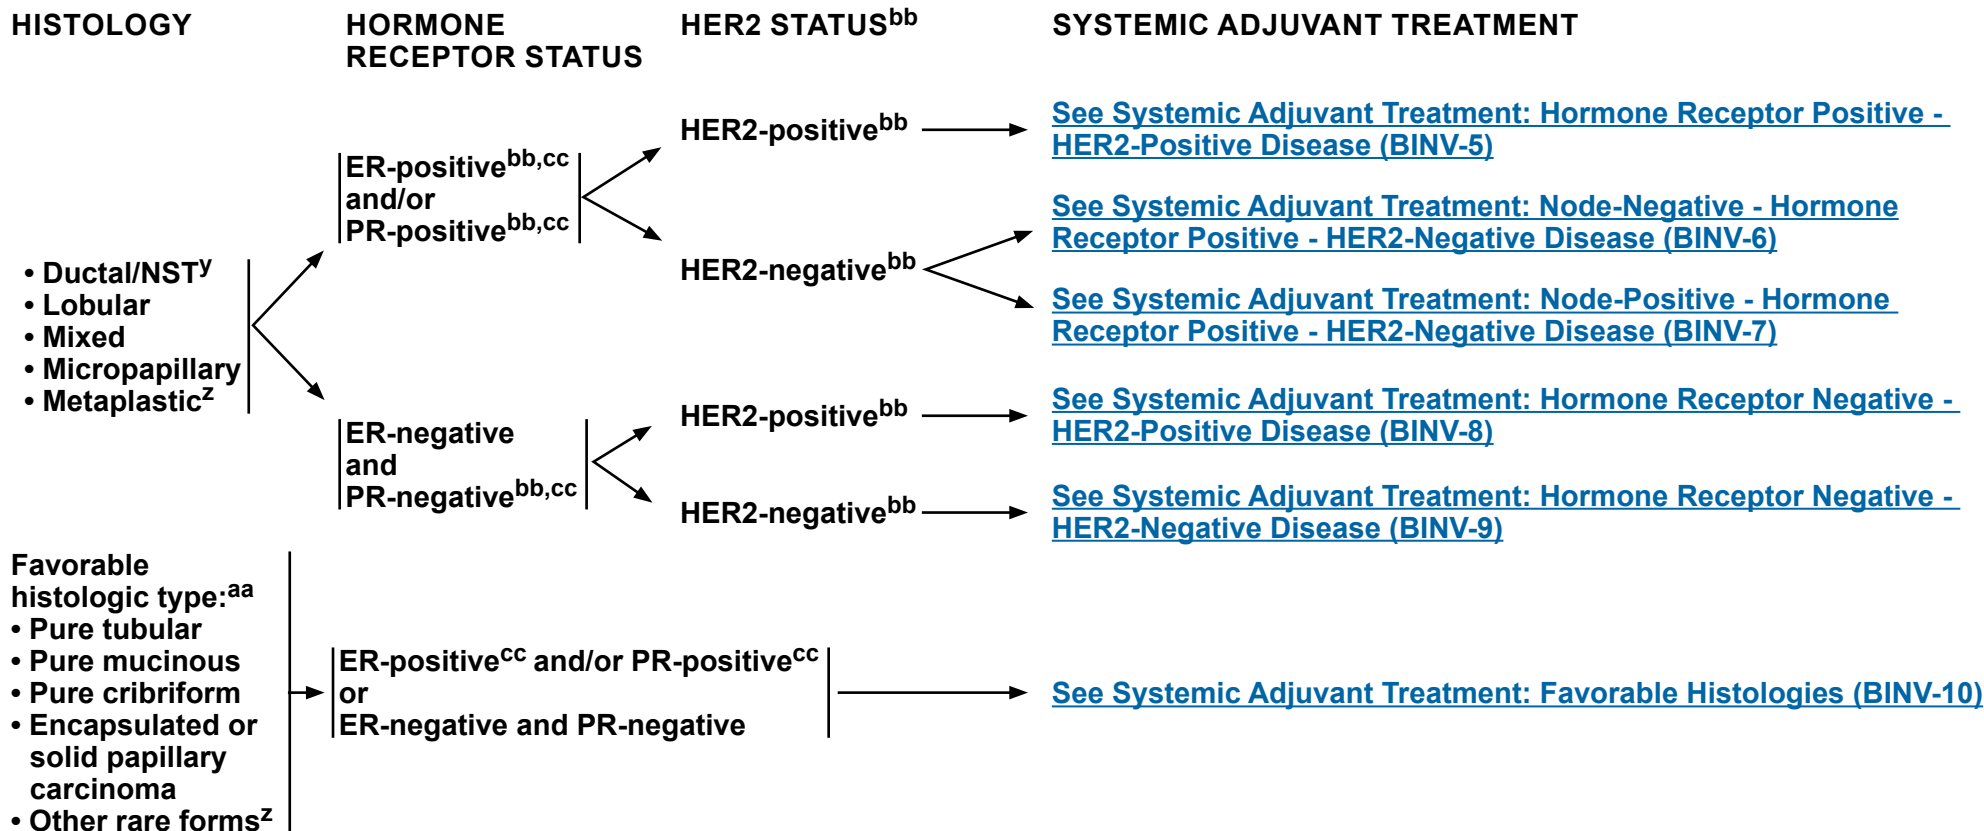 HISTOLOGY
HORMONE
RECEPTOR STATUS
HER2 STATUSbb
SYSTEMIC ADJUVANT TREATMENT
• Ductal/NSTy
• Lobular
• Mixed
• Micropapillary
• Metaplasticz
ER-positivebb,cc
and/or
PR-positivebb,cc
HER2-positivebb
See Systemic Adjuvant Treatment: Hormone Receptor Positive -
HER2-Positive Disease (BINV-5)
HER2-negativebb
See Systemic Adjuvant Treatment: Node-Negative - Hormone
Receptor Positive - HER2-Negative Disease (BINV-6)
See Systemic Adjuvant Treatment: Node-Positive - Hormone
Receptor Positive - HER2-Negative Disease (BINV-7)
ER-negative
and
PR-negativebb,cc
HER2-positivebb
See Systemic Adjuvant Treatment: Hormone Receptor Negative -
HER2-Positive Disease (BINV-8)
HER2-negativebb
See Systemic Adjuvant Treatment: Hormone Receptor Negative -
HER2-Negative Disease (BINV-9)
Favorable
histologic type:aa
• Pure tubular
• Pure mucinous
• Pure cribriform
• Encapsulated or
solid papillary
carcinoma
• Other rare formsz
ER-positivecc and/or PR-positivecc
or
ER-negative and PR-negative
See Systemic Adjuvant Treatment: Favorable Histologies (BINV-10)